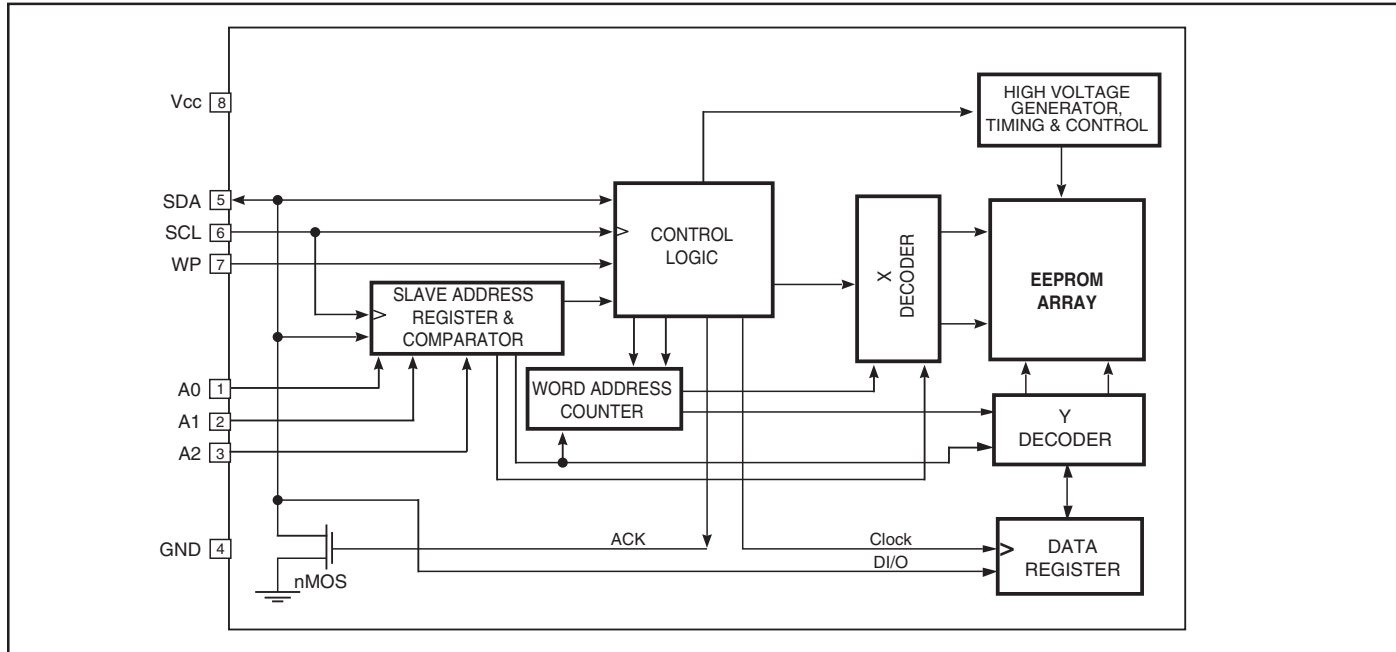 Vcc 8
HIGH VOLTAGE
GENERATOR,
TIMING & CONTROL
SDA 5
SCL 6
WP 7
CONTROL
LOGIC
X
DECODER
EEPROM
ARRAY
SLAVE ADDRESS
REGISTER &
COMPARATOR
A0 1
A1 2
A2 3
WORD ADDRESS
COUNTER
Y
DECODER
GND 4
nMOS
ACK
Clock
DI/O
DATA
REGISTER